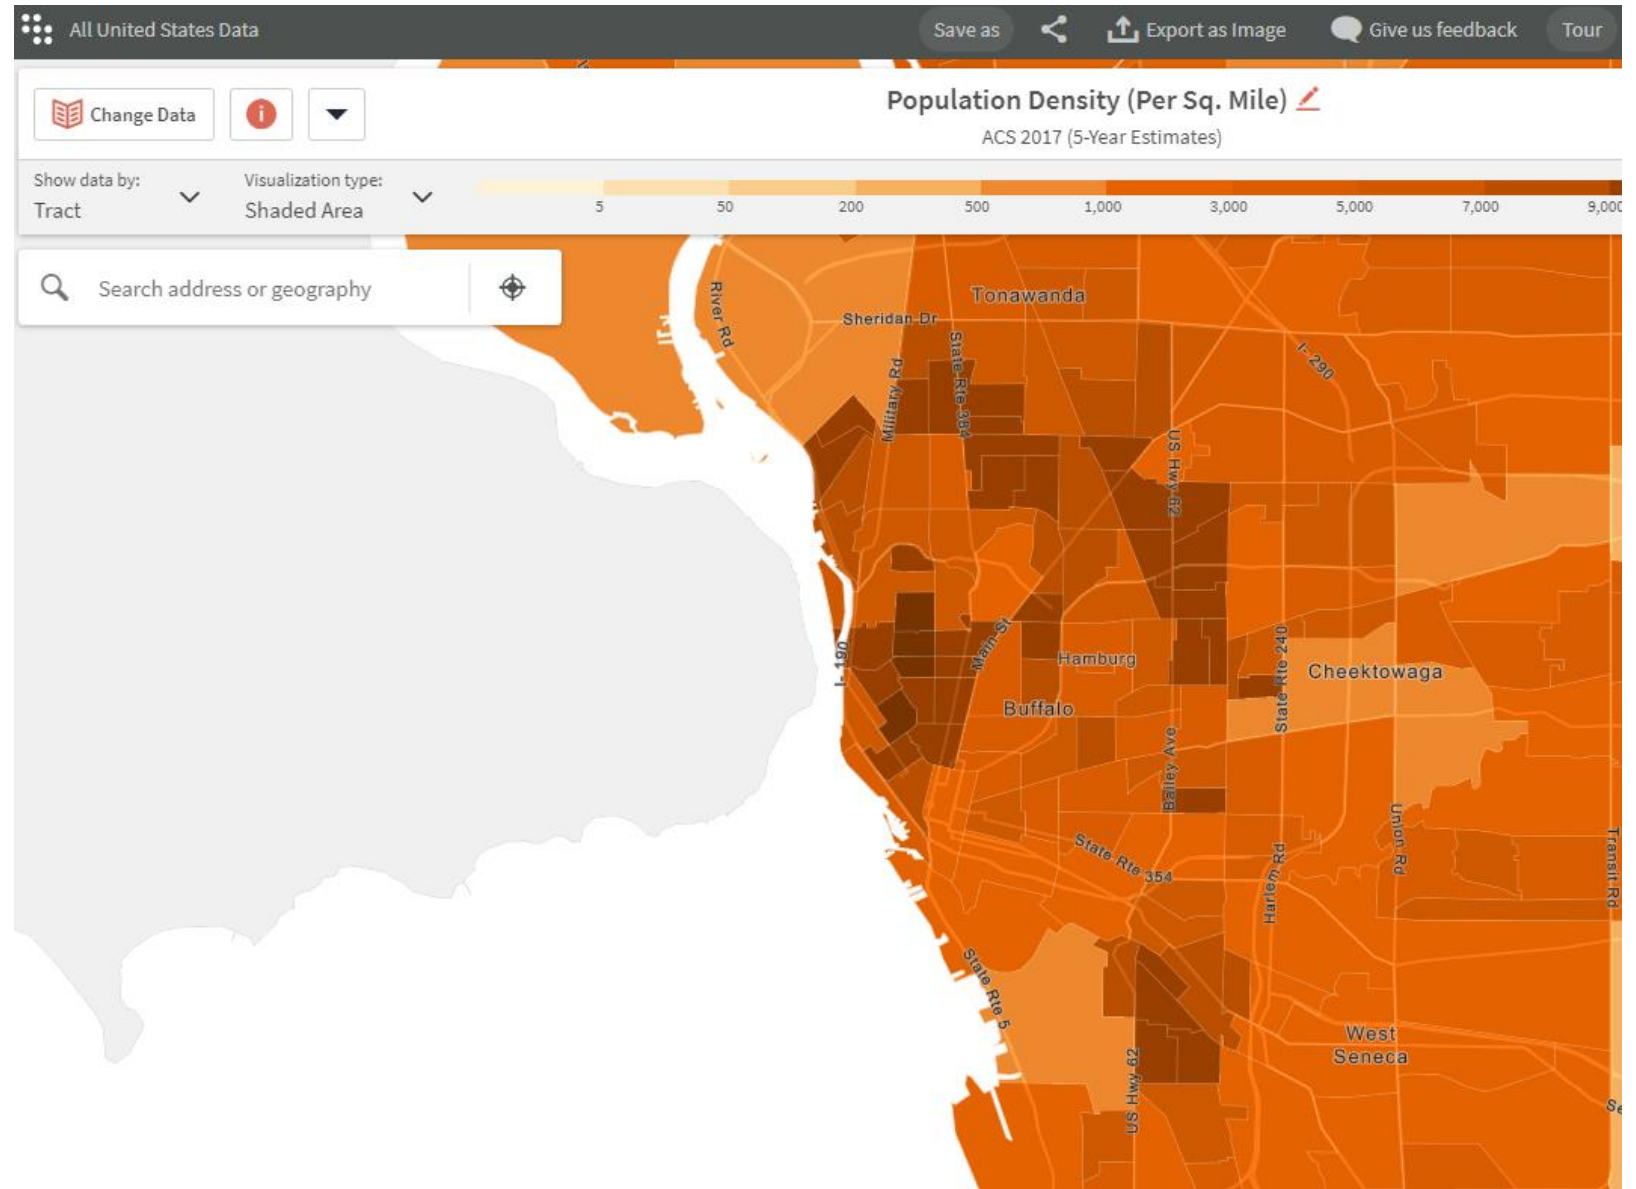 All United States Data
Save as
Export as Image
Give us feedback
Tour
Change Data
Population Density (Per Sq. Mile)
ACS 2017 (5-Year Estimates)
Show data by:
Tract
Visualization type:
Shaded Area
5 50 200 500 1,000 3,000 5,000 7,000
Search address or geography
River Rd
Tonawanda
Sheridan Dr
Military Rd
State Rte 384
I- 290
US Hwy 62
I- 190
Main St
Hamburg
State Rte 240
Cheektowaga
Buffalo
Bailey Ave
Union Rd
Transit Rd
State Rte 354
Harlem Rd
State Rte 5
West
Seneca
US Hwy 62